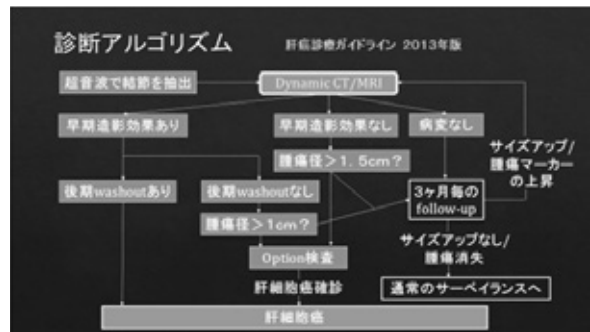 診断アルゴリズム
肝癌診療ガイドライン 2013年版
超音波で結節を抽出
Dynamic CT/MRI
早期造影効果あり
早期造影効果なし
病変なし
サイズアップ/
腫瘍マーカー
の上昇
腫瘍径>1.5cm?
後期washoutあり
後期washoutなし
3ヶ月毎の
follow-up
腫瘍径>1cm?
サイズアップなし/
腫瘍消失
Option検査
肝細胞癌確診
通常のサーベイランスへ
肝細胞癌